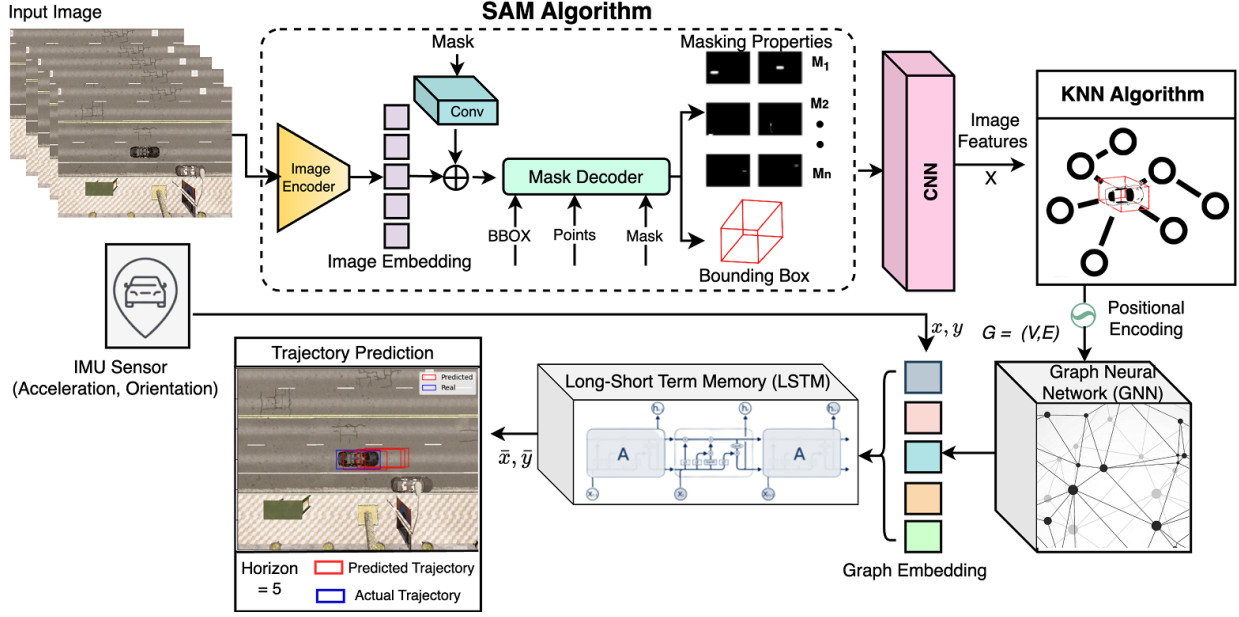 Input Image
SAM Algorithm
Mask
Conv
Image
Encoder
Image Embedding
Mask Decoder
BBOX
Points
Mask
Masking Properties
M1
M2
Mn
Bounding Box
CNN
Image
Features
X
KNN Algorithm
Positional
Encoding
G = (V,E)
IMU Sensor
(Acceleration, Orientation)
x, y
Graph Neural
Network (GNN)
Graph Embedding
Long-Short Term Memory (LSTM)
A
A
x̄, ȳ
Trajectory Prediction
Predicted
Real
Horizon
= 5
Predicted Trajectory
Actual Trajectory